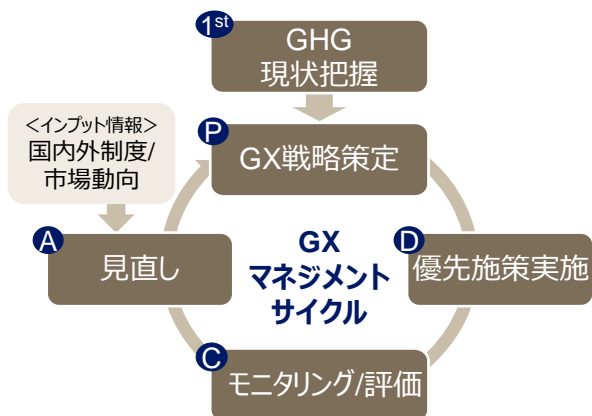 1st
GHG
現状把握
<インプット情報>
国内外制度/
市場動向
P
GX戦略策定
A
見直し
GX
マネジメント
サイクル
D
優先施策実施
C
モニタリング/評価